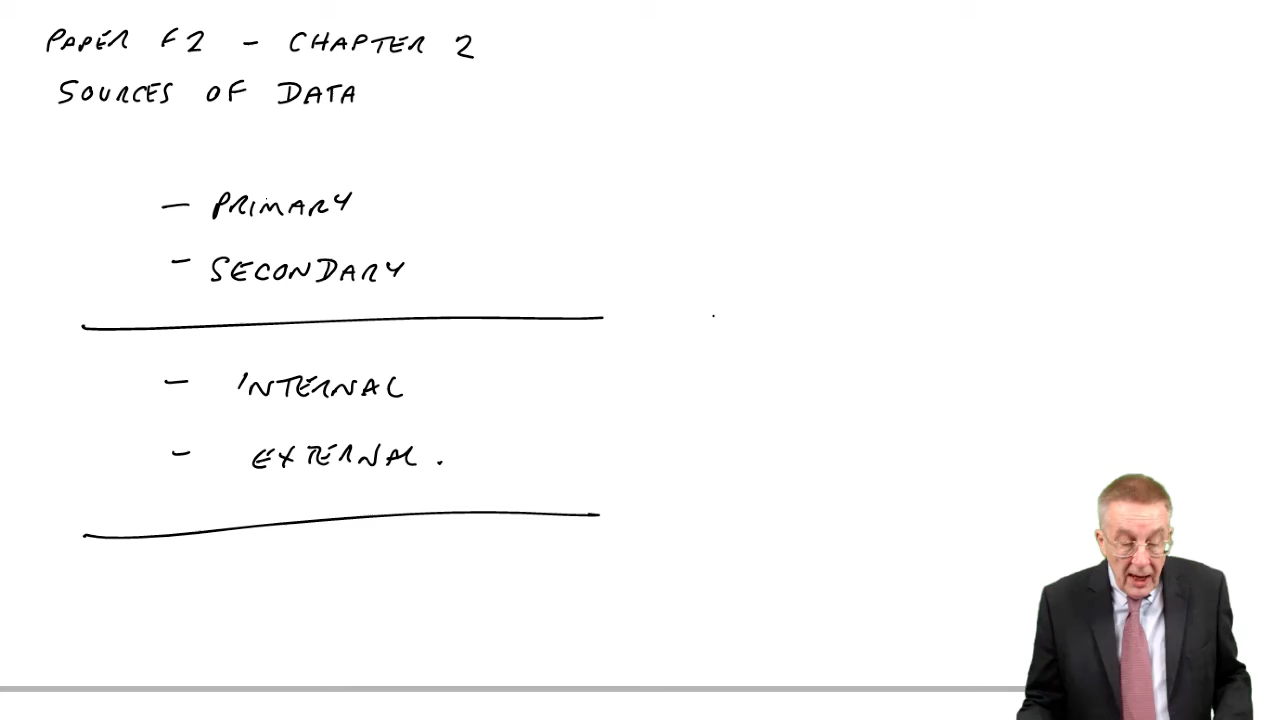 PAPER F2 - CHAPTER 2
SOURCES OF DATA
- PRIMARY
- SECONDARY
- INTERNAL
- EXTERNAL.